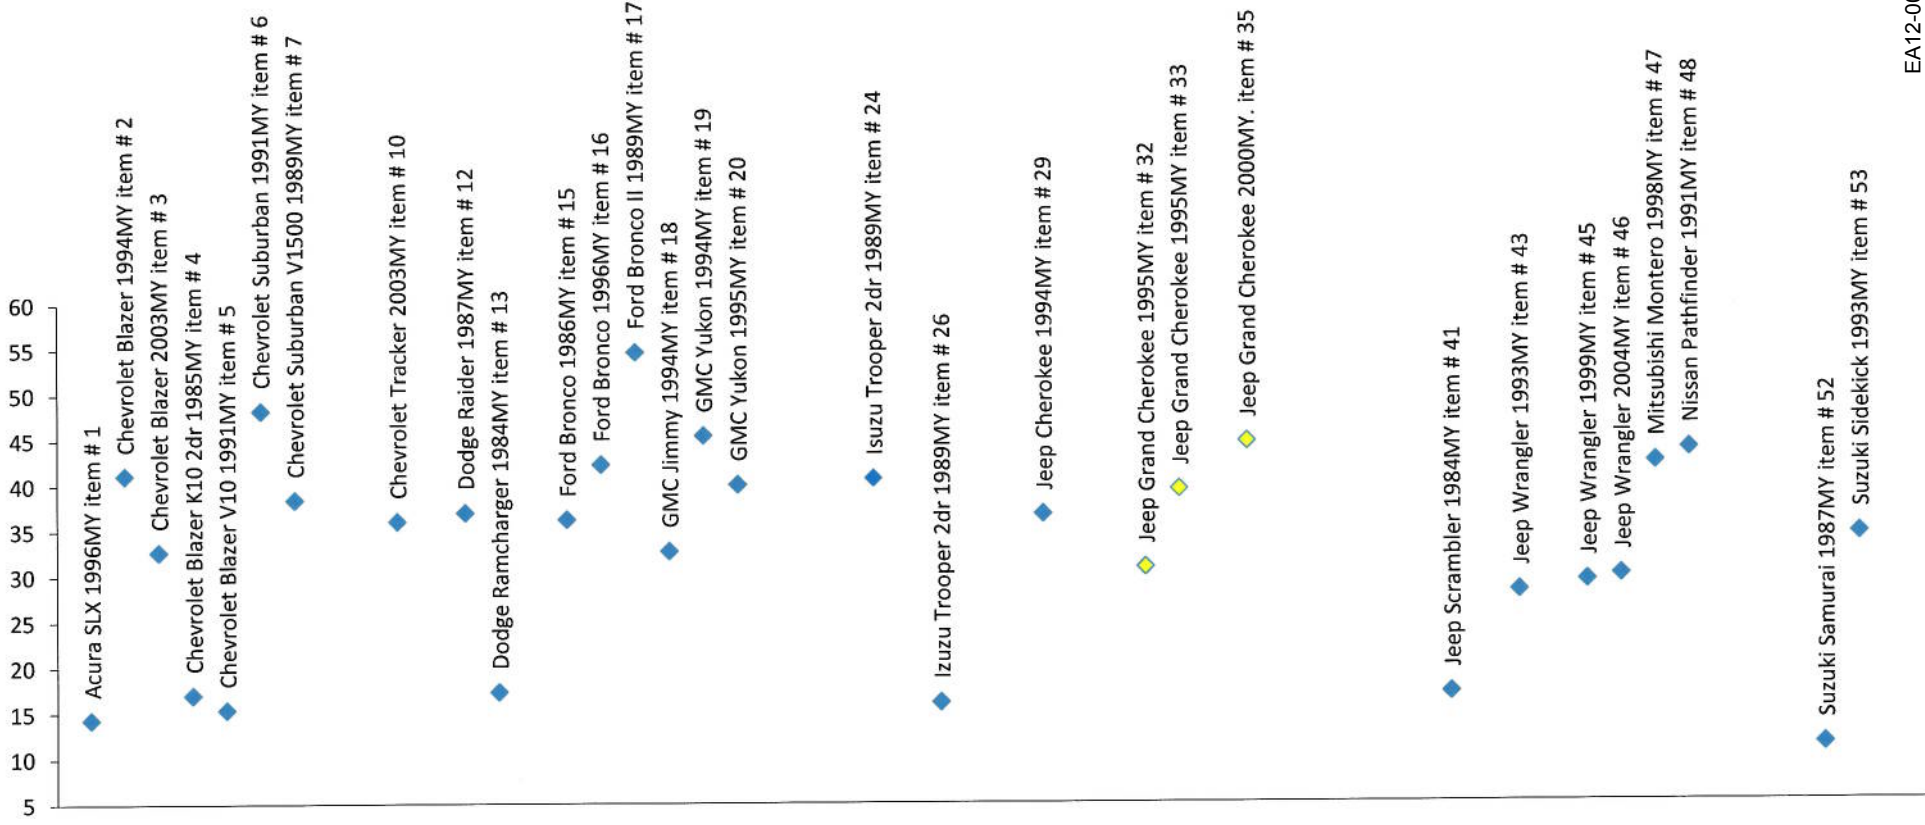 EA12-00
60
55
50
45
40
35
30
25
20
15
10
5
Acura SLX 1996MY item # 1
Chevrolet Blazer 1994MY item # 2
Chevrolet Blazer 2003MY item # 3
Chevrolet Blazer K10 2dr 1985MY item # 4
Chevrolet Blazer V10 1991MY item # 5
Chevrolet Suburban 1991MY item # 6
Chevrolet Suburban V1500 1989MY item # 7
Chevrolet Tracker 2003MY item # 10
Dodge Raider 1987MY item # 12
Dodge Ramcharger 1984MY item # 13
Ford Bronco 1986MY item # 15
Ford Bronco 1996MY item # 16
Ford Bronco II 1989MY item # 17
GMC Jimmy 1994MY item # 18
GMC Yukon 1994MY item # 19
GMC Yukon 1995MY item # 20
Isuzu Trooper 2dr 1989MY item # 24
Izuzu Trooper 2dr 1989MY item # 26
Jeep Cherokee 1994MY item # 29
Jeep Grand Cherokee 1995MY item # 32
Jeep Grand Cherokee 1995MY item # 33
Jeep Grand Cherokee 2000MY. item # 35
Jeep Scrambler 1984MY item # 41
Jeep Wrangler 1993MY item # 43
Jeep Wrangler 1999MY item # 45
Jeep Wrangler 2004MY item # 46
Mitsubishi Montero 1998MY item # 47
Nissan Pathfinder 1991MY item # 48
Suzuki Samurai 1987MY item # 52
Suzuki Sidekick 1993MY item # 53